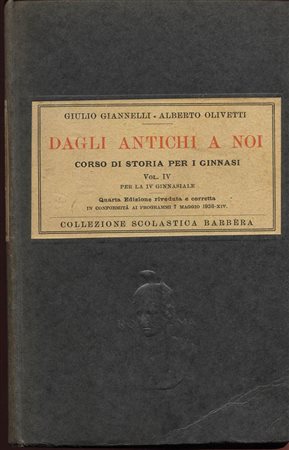 GIULIO GIANNELLI - ALBERTO OLIVETTI
DAGLI ANTICHI A NOI
CORSO DI STORIA PER I GINNASI
VOL. IV
PER LA IV GINNASIALE
Quarta Edizione riveduta e corretta
IN CONFORMITÀ AI PROGRAMMI 7 MAGGIO 1936-XIV.
COLLEZIONE SCOLASTICA BARBÈRA